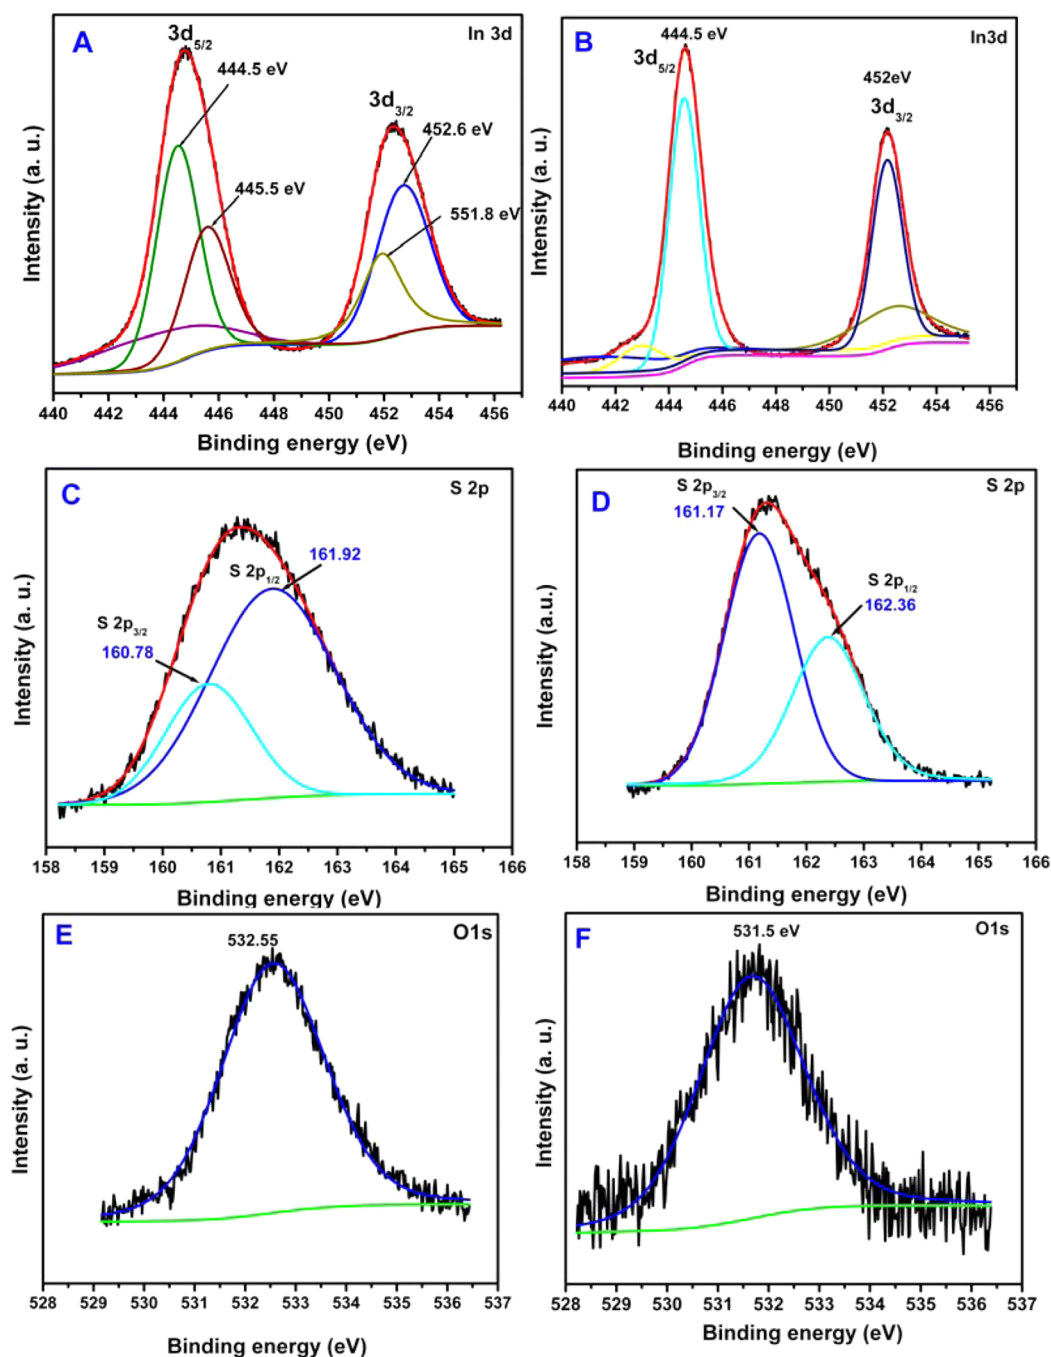 A
In 3d
3d5/2
444.5 eV
445.5 eV
3d3/2
452.6 eV
551.8 eV
Intensity (a. u.)
440 442 444 446 448 450 452 454 456
Binding energy (eV)
B
In3d
3d5/2
444.5 eV
452eV
3d3/2
Intensity (a. u.)
440 442 444 446 448 450 452 454 456
Binding energy (eV)
C
S 2p
S 2p1/2
161.92
S 2p3/2
160.78
Intensity (a. u.)
158 159 160 161 162 163 164 165 166
Binding energy (eV)
D
S 2p
S 2p3/2
161.17
S 2p1/2
162.36
Intensity (a.u.)
158 159 160 161 162 163 164 165 166
Binding energy (eV)
E
O1s
532.55
Intensity (a. u.)
528 529 530 531 532 533 534 535 536 537
Binding energy (eV)
F
O1s
531.5 eV
Intensity (a. u.)
528 529 530 531 532 533 534 535 536 537
Binding energy (eV)